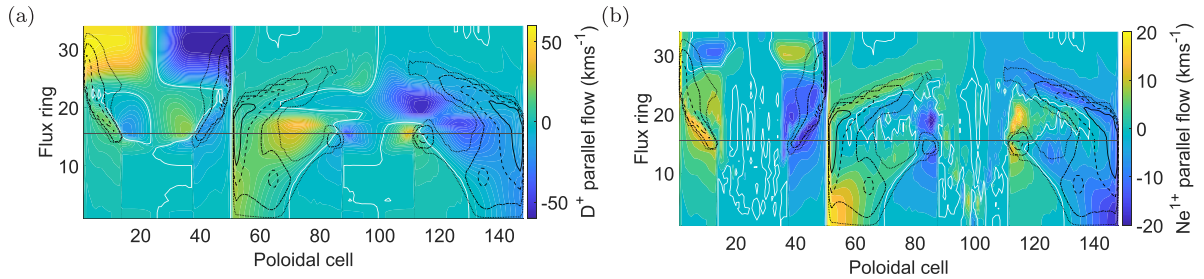 (a)
30
20
10
Flux ring
20 40 60 80 100 120 140
Poloidal cell
50
0
-50
D⁺ parallel flow (kms⁻¹)
(b)
30
20
10
Flux ring
20 40 60 80 100 120 140
Poloidal cell
20
10
0
-10
-20
Ne¹⁺ parallel flow (kms⁻¹)